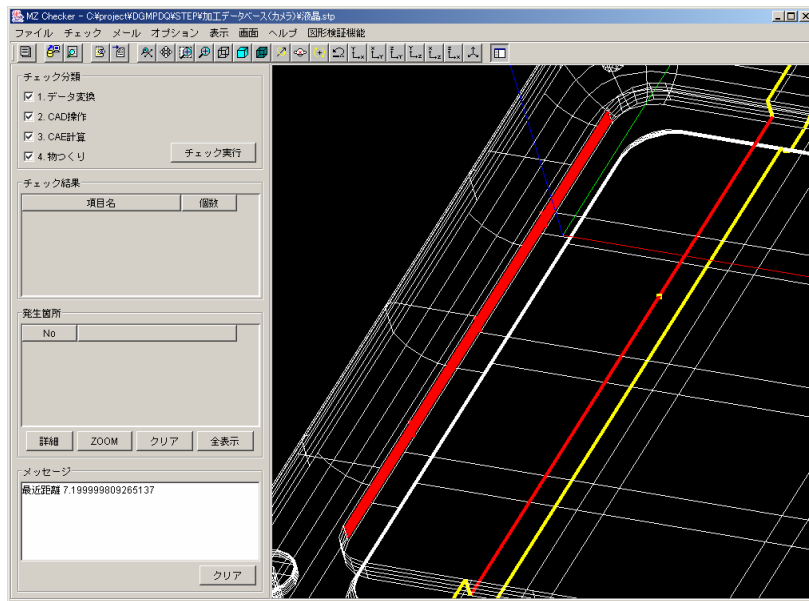 MZ Checker - C:¥project¥DGMPDQ¥STEP¥加工データベース(カメラ)¥液晶.stp
ファイル チェック メール オプション 表示 画面 ヘルプ 図形検証機能
チェック分類
1. データ変換
2. CAD操作
3. CAE計算
4. 物つくり
チェック実行
チェック結果
項目名 個数
発生箇所
No
詳細 ZOOM クリア 全表示
メッセージ
最近距離 7.199999809265137
クリア